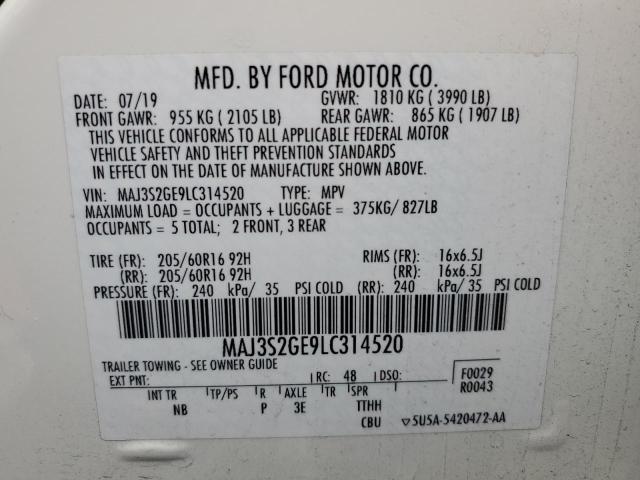 MFD. BY FORD MOTOR CO.
DATE: 07/19 GVWR: 1810 KG ( 3990 LB)
FRONT GAWR: 955 KG ( 2105 LB) REAR GAWR: 865 KG ( 1907 LB)
THIS VEHICLE CONFORMS TO ALL APPLICABLE FEDERAL MOTOR
VEHICLE SAFETY AND THEFT PREVENTION STANDARDS
IN EFFECT ON THE DATE OF MANUFACTURE SHOWN ABOVE.
VIN: MAJ3S2GE9LC314520 TYPE: MPV
MAXIMUM LOAD = OCCUPANTS + LUGGAGE = 375KG/ 827LB
OCCUPANTS = 5 TOTAL; 2 FRONT, 3 REAR
TIRE (FR): 205/60R16 92H RIMS (FR): 16x6.5J
(RR): 205/60R16 92H (RR): 16x6.5J
PRESSURE (FR): 240 kPa/ 35 PSI COLD (RR): 240 kPa/ 35 PSI COLD
MAJ3S2GE9LC314520
TRAILER TOWING - SEE OWNER GUIDE F0029
EXT PNT: RC: 48 DSO: R0043
INT TR TP/PS R AXLE TR SPR
NB P 3E TTHH
CBU ▽5U5A-5420472-AA